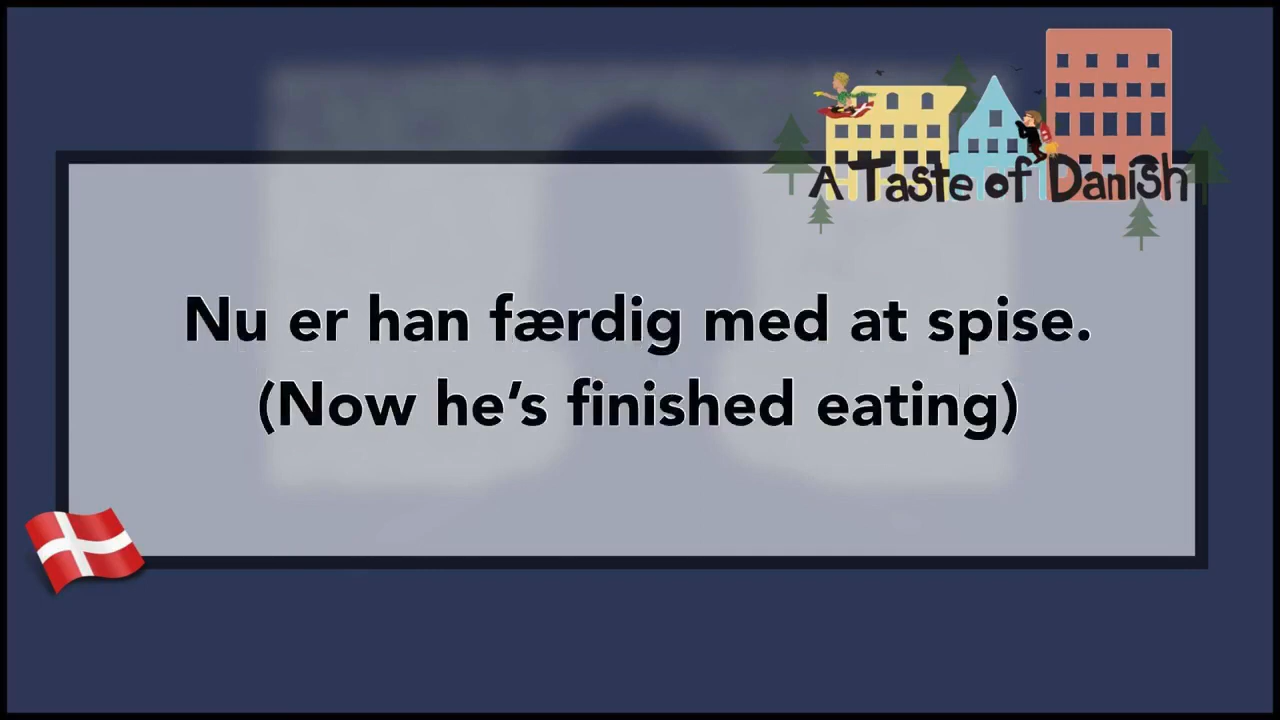 A Taste of Danish
Nu er han færdig med at spise.
(Now he's finished eating)